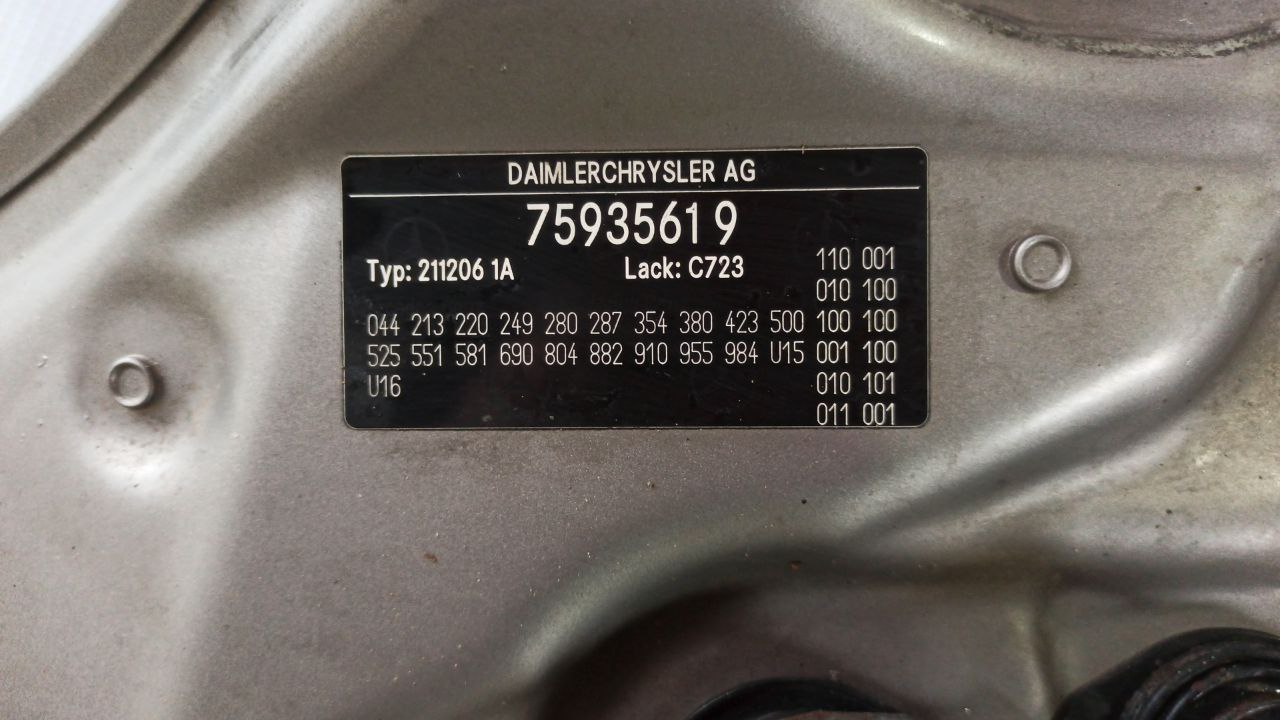 DAIMLERCHRYSLER AG
75935619
Typ: 211206 1A Lack: C723
110 001
010 100
044 213 220 249 280 287 354 380 423 500 100 100
525 551 581 690 804 882 910 955 984 U15 001 100
U16 010 101
011 001